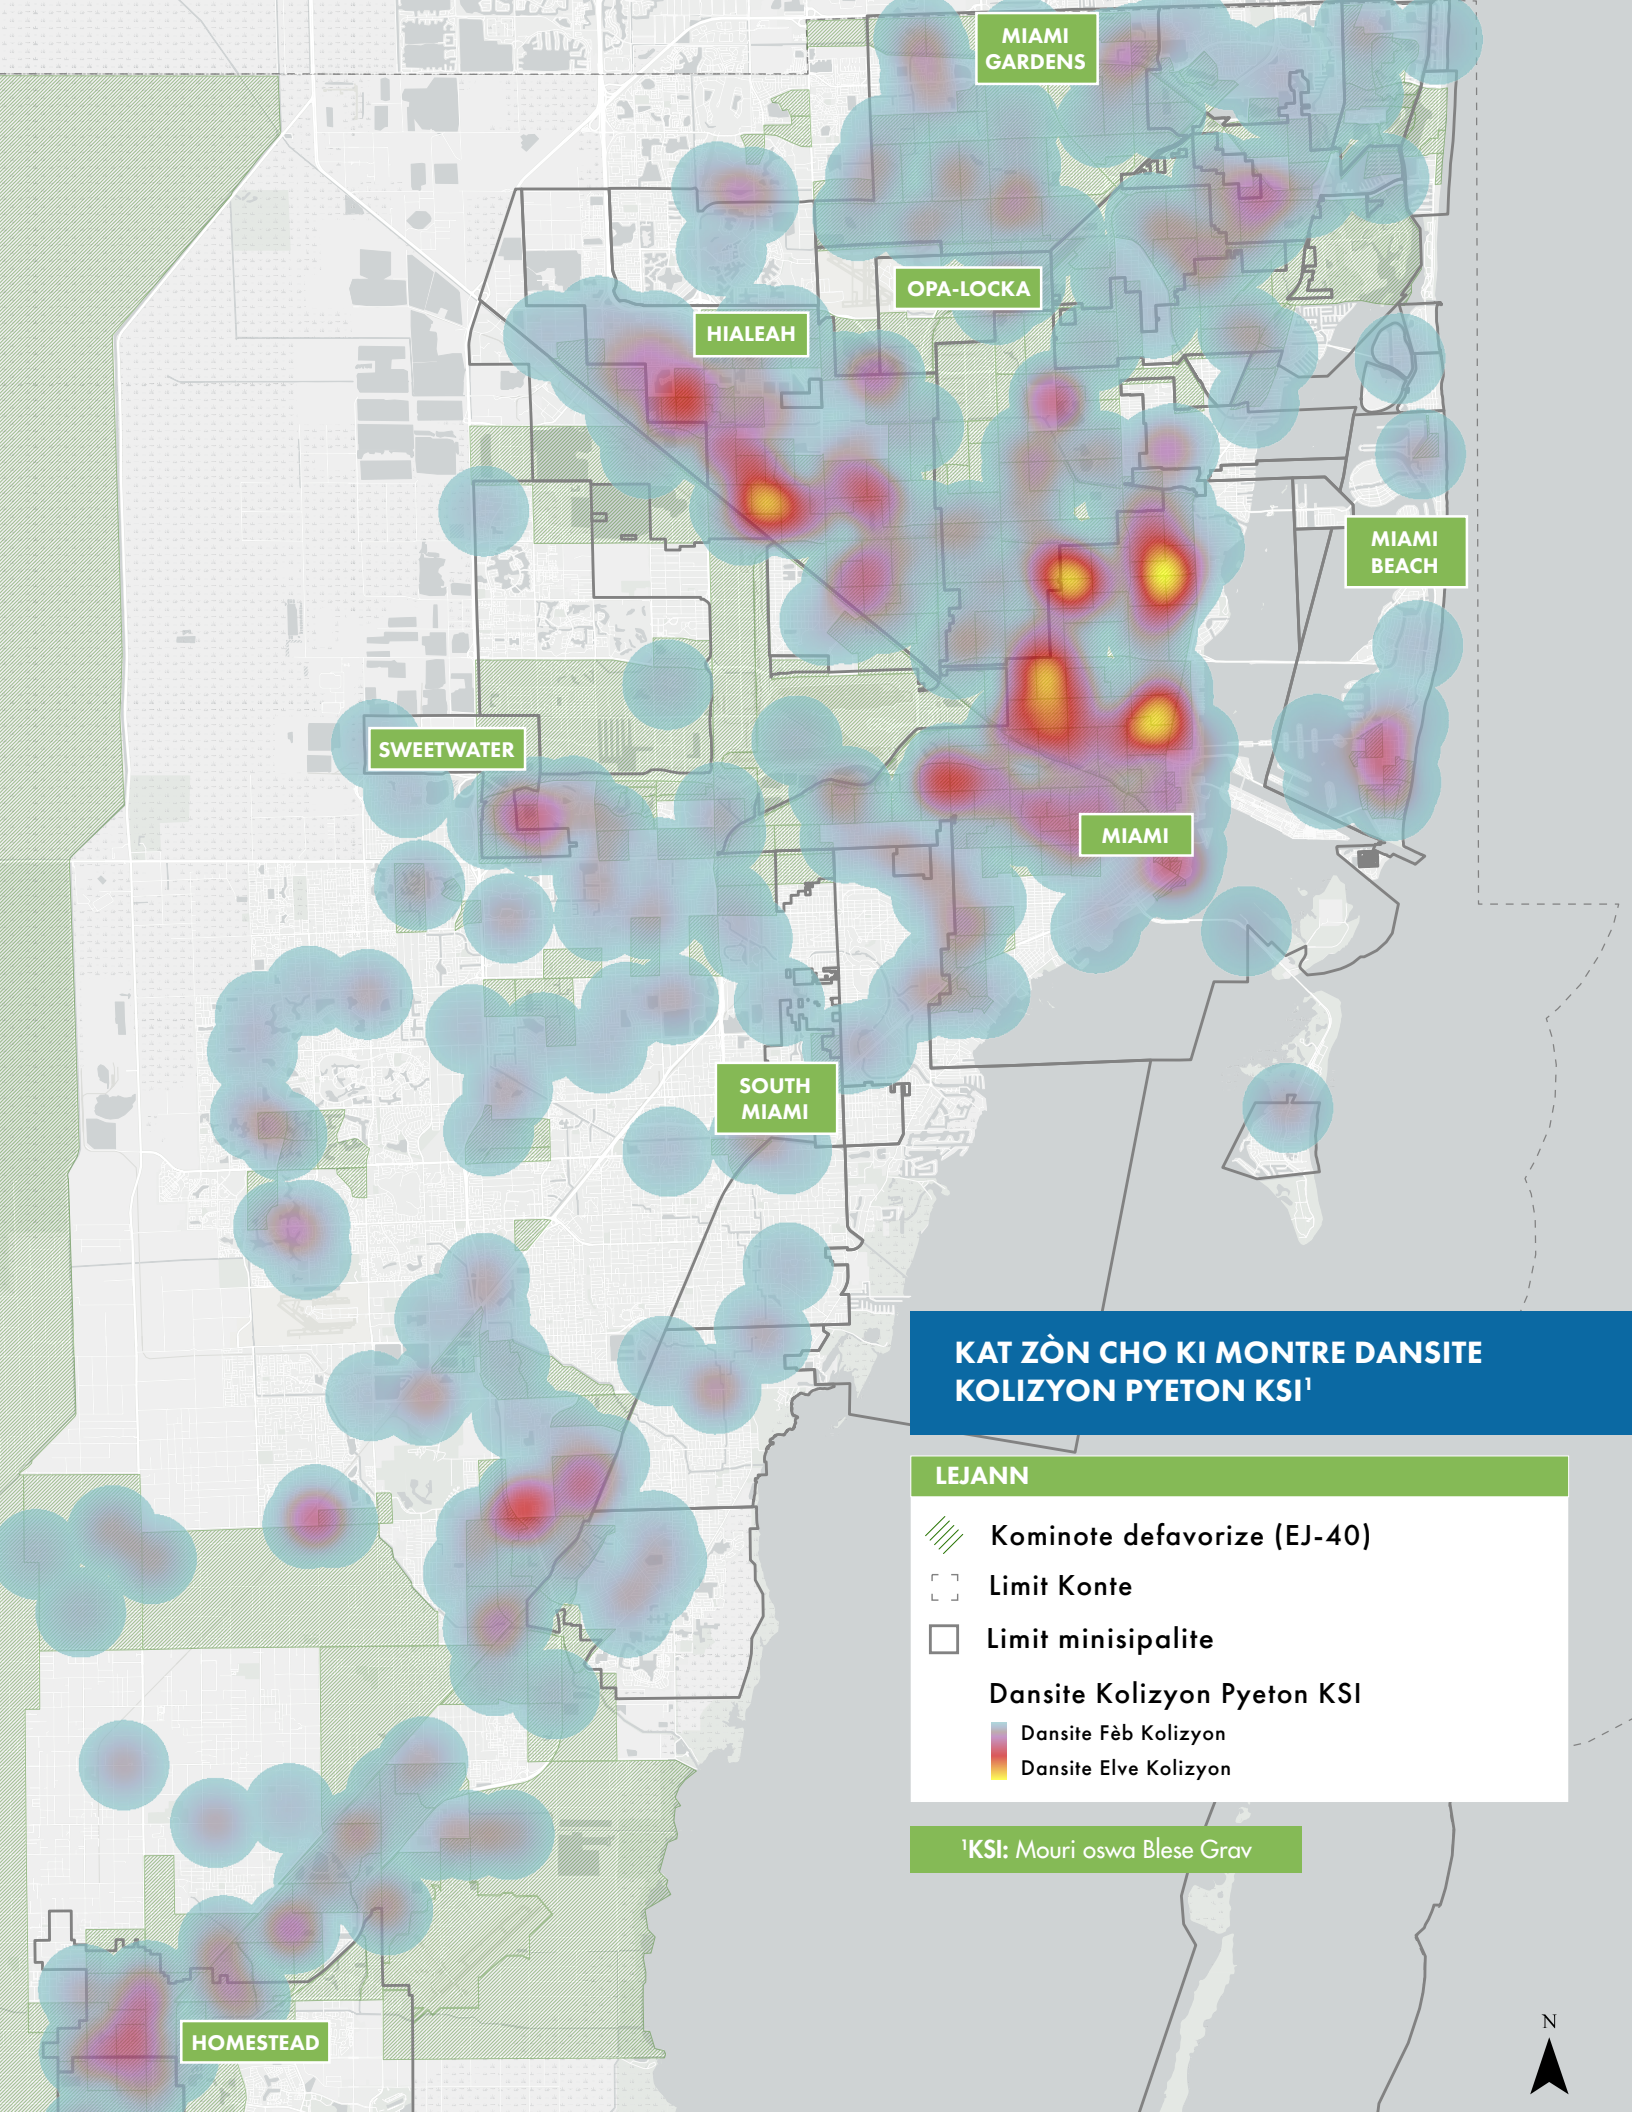 MIAMI
GARDENS
OPA-LOCKA
HIALEAH
MIAMI
BEACH
SWEETWATER
MIAMI
SOUTH
MIAMI
KAT ZÒN CHO KI MONTRE DANSITE
KOLIZYON PYETON KSI¹
LEJANN
Kominote defavorize (EJ-40)
Limit Konte
Limit minisipalite
Dansite Kolizyon Pyeton KSI
Dansite Fèb Kolizyon
Dansite Elve Kolizyon
¹KSI: Mouri oswa Blese Grav
N
HOMESTEAD